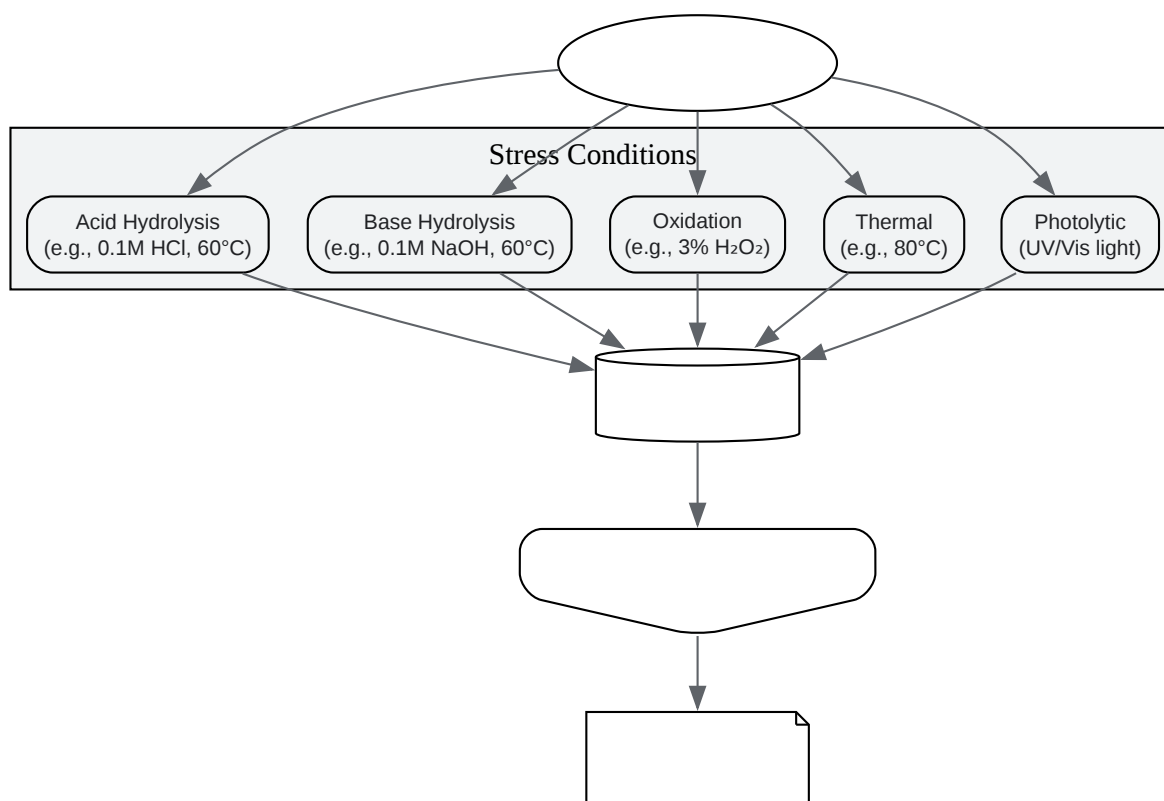 Stress Conditions
Acid Hydrolysis
(e.g., 0.1M HCl, 60°C)
Base Hydrolysis
(e.g., 0.1M NaOH, 60°C)
Oxidation
(e.g., 3% H₂O₂)
Thermal
(e.g., 80°C)
Photolytic
(UV/Vis light)